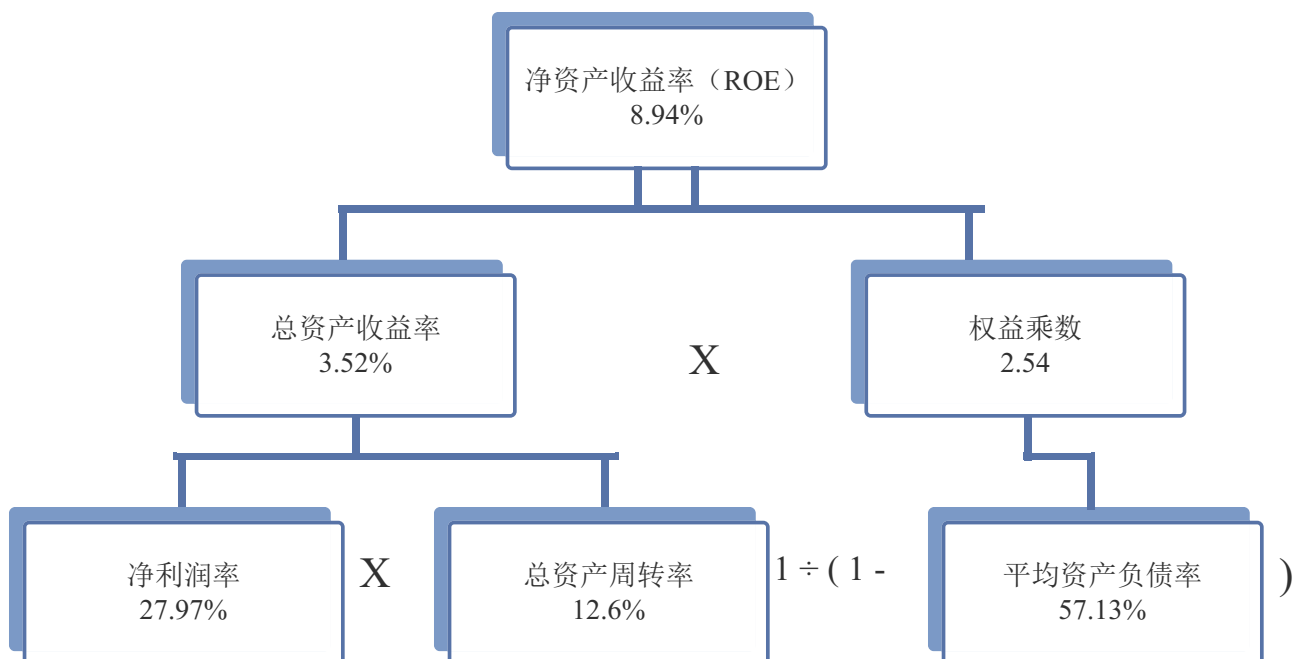 净资产收益率（ROE）
8.94%
总资产收益率
3.52%
X
权益乘数
2.54
净利润率
27.97%
X
总资产周转率
12.6%
1 ÷ ( 1 -
平均资产负债率
57.13%
)